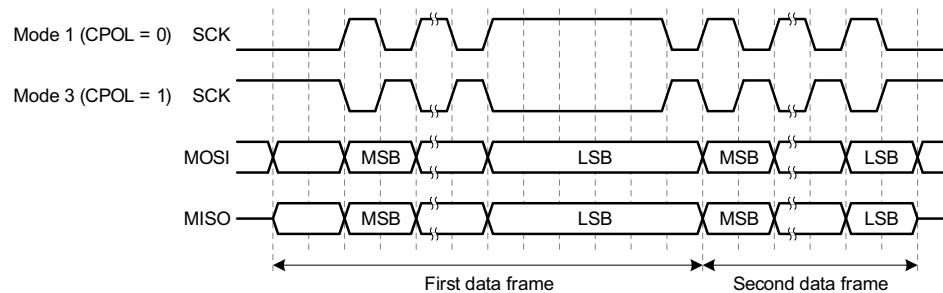 Mode 1 (CPOL = 0) SCK
Mode 3 (CPOL = 1) SCK
MOSI MSB LSB MSB LSB
MISO MSB LSB MSB LSB
First data frame Second data frame